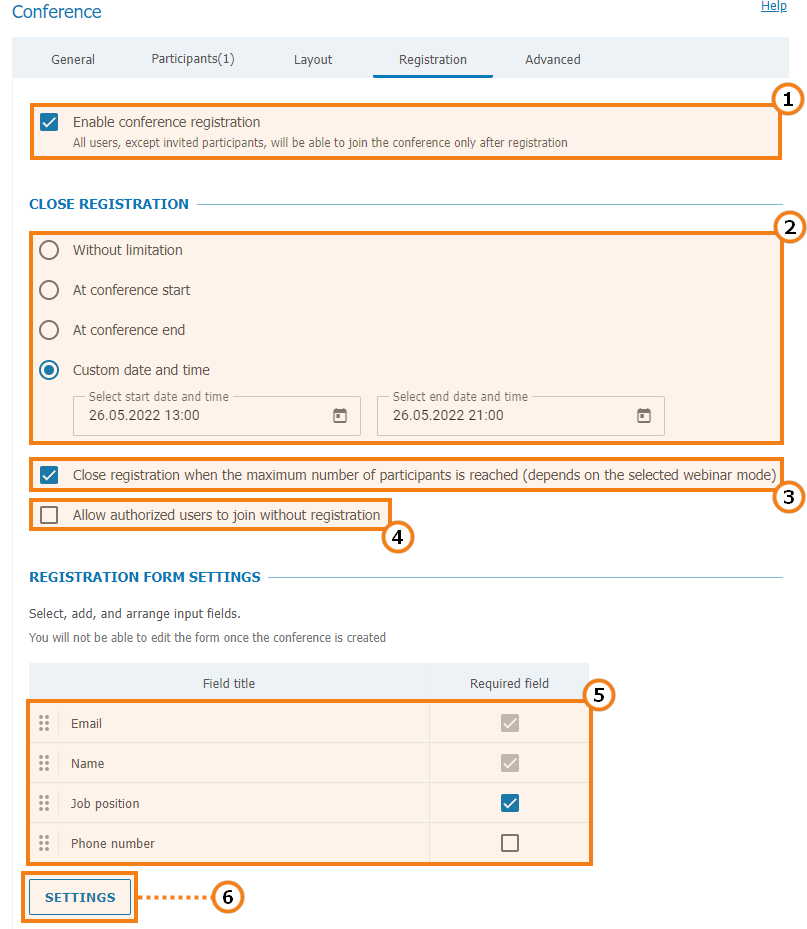 Conference
Help
General
Participants(1)
Layout
Registration
Advanced
1
Enable conference registration
All users, except invited participants, will be able to join the conference only after registration
CLOSE REGISTRATION
2
Without limitation
At conference start
At conference end
Custom date and time
Select start date and time
26.05.2022 13:00
Select end date and time
26.05.2022 21:00
Close registration when the maximum number of participants is reached (depends on the selected webinar mode)
3
Allow authorized users to join without registration
4
REGISTRATION FORM SETTINGS
Select, add, and arrange input fields.
You will not be able to edit the form once the conference is created
Field title
Required field
5
Email
Name
Job position
Phone number
SETTINGS
6